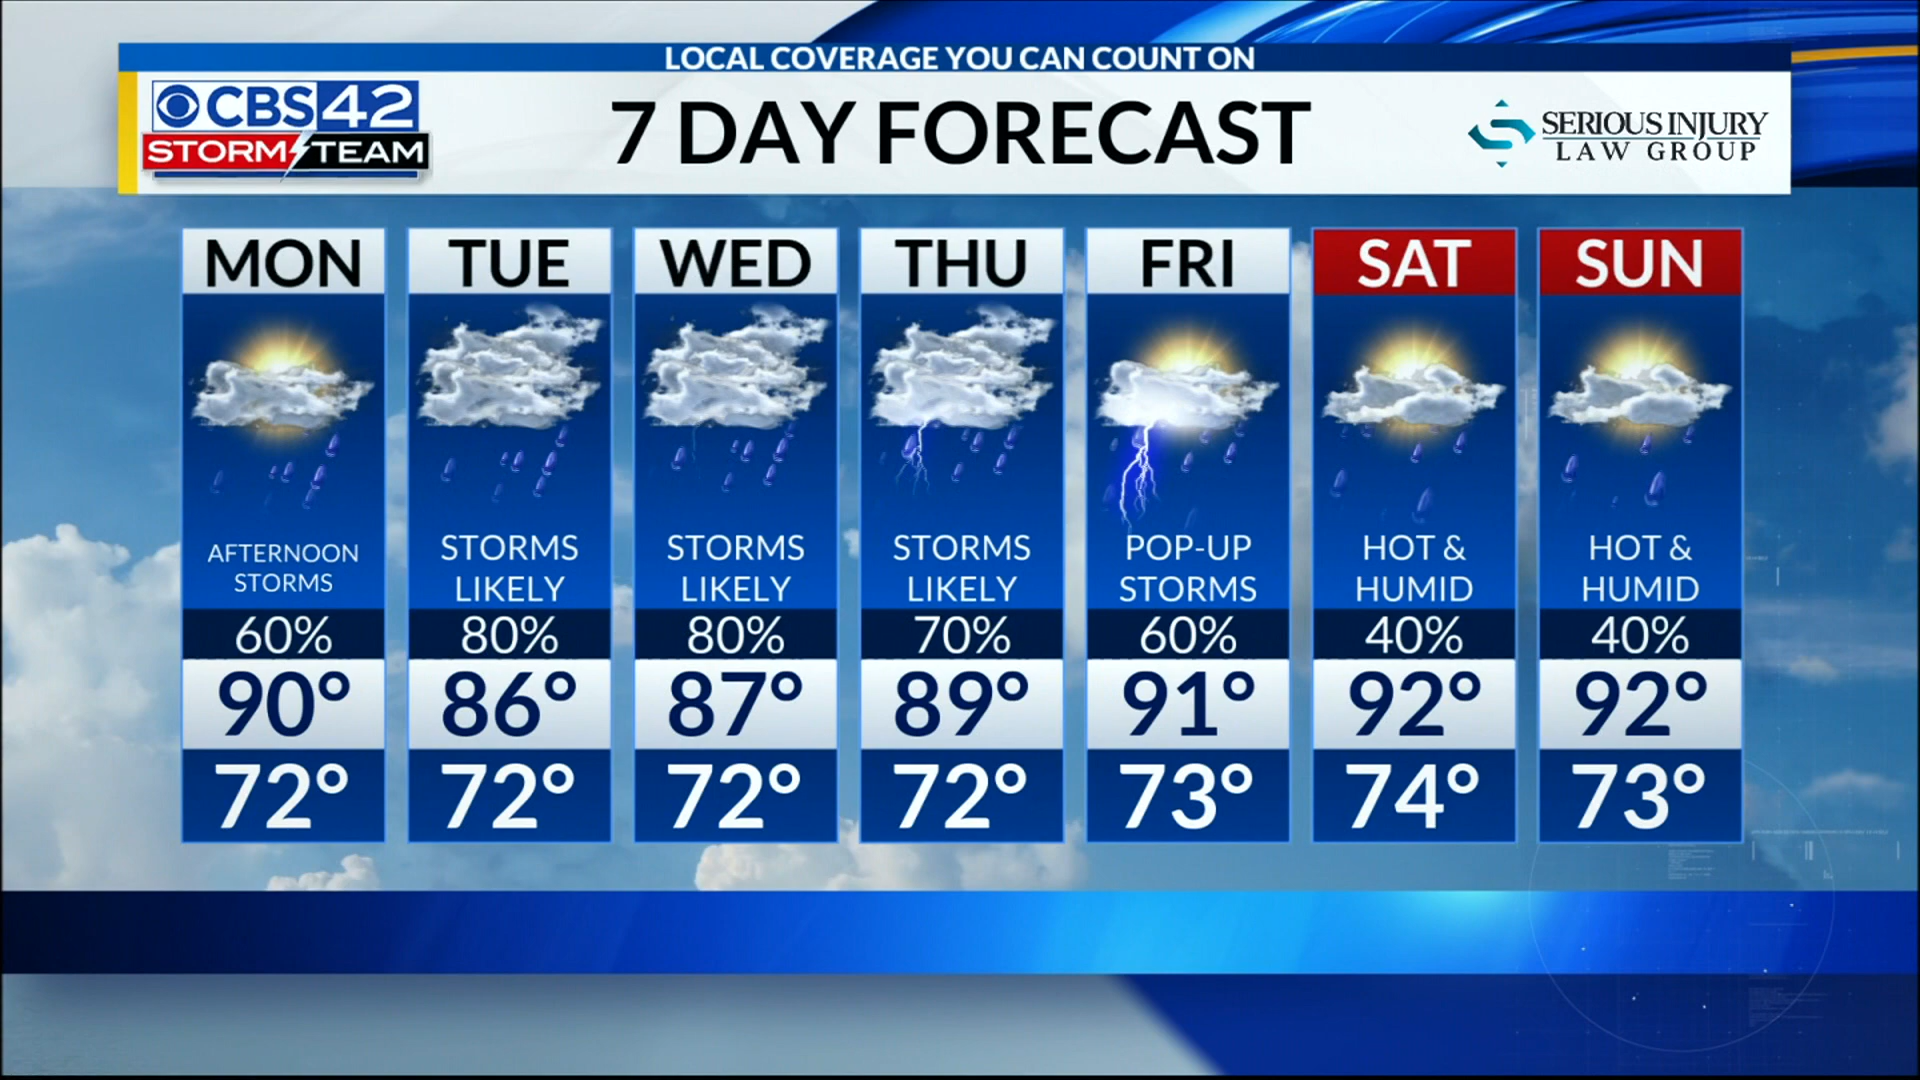 LOCAL COVERAGE YOU CAN COUNT ON
CBS 42
STORM TEAM
7 DAY FORECAST
SERIOUS INJURY
LAW GROUP
MON
AFTERNOON
STORMS
60%
90°
72°
TUE
STORMS
LIKELY
80%
86°
72°
WED
STORMS
LIKELY
80%
87°
72°
THU
STORMS
LIKELY
70%
89°
72°
FRI
POP-UP
STORMS
60%
91°
73°
SAT
HOT &
HUMID
40%
92°
74°
SUN
HOT &
HUMID
40%
92°
73°